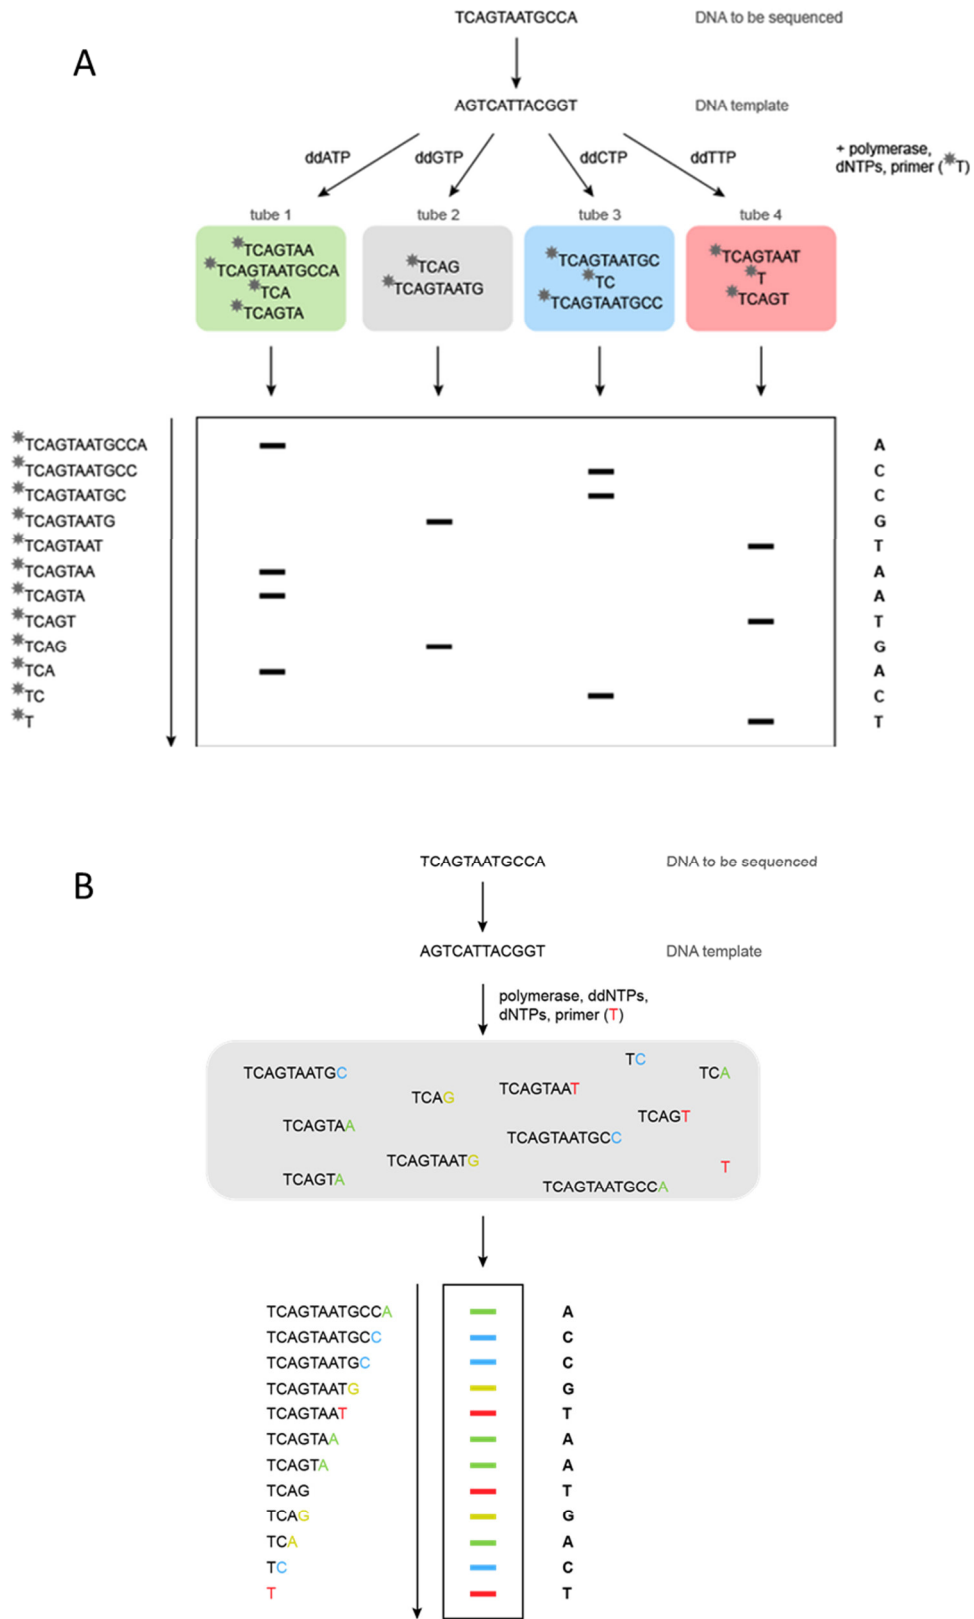 A
TCAGTAATGCCA DNA to be sequenced
AGTCATTACGGT DNA template
ddATP ddGTP ddCTP ddTTP
+ polymerase,
dNTPs, primer (*T)
tube 1 tube 2 tube 3 tube 4
*TCAGTAA
*TCAGTAATGCCA
*TCA
*TCAGTA
*TCAG
*TCAGTAATG
*TCAGTAATGC
*TC
*TCAGTAATGCC
*TCAGTAAT
*T
*TCAGT
*TCAGTAATGCCA A
*TCAGTAATGCC C
*TCAGTAATGC C
*TCAGTAATG G
*TCAGTAAT T
*TCAGTAA A
*TCAGTA A
*TCAGT T
*TCAG G
*TCA A
*TC C
*T T
B
TCAGTAATGCCA DNA to be sequenced
AGTCATTACGGT DNA template
polymerase, ddNTPs,
dNTPs, primer (T)
TC
TCAGTAATGC TCA
TCAGTAAT
TCAG
TCAGT
TCAGTAA
TCAGTAATGCC
TCAGTAATG
T
TCAGTA
TCAGTAATGCCA
TCAGTAATGCCA A
TCAGTAATGCC C
TCAGTAATGC C
TCAGTAATG G
TCAGTAAT T
TCAGTAA A
TCAGTA A
TCAG T
TCAG G
TCA A
TC C
T T